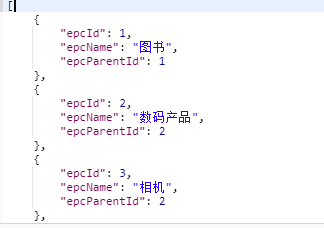 [
{
"epcId": 1,
"epcName": "图书",
"epcParentId": 1
},
{
"epcId": 2,
"epcName": "数码产品",
"epcParentId": 2
},
{
"epcId": 3,
"epcName": "相机",
"epcParentId": 2
},